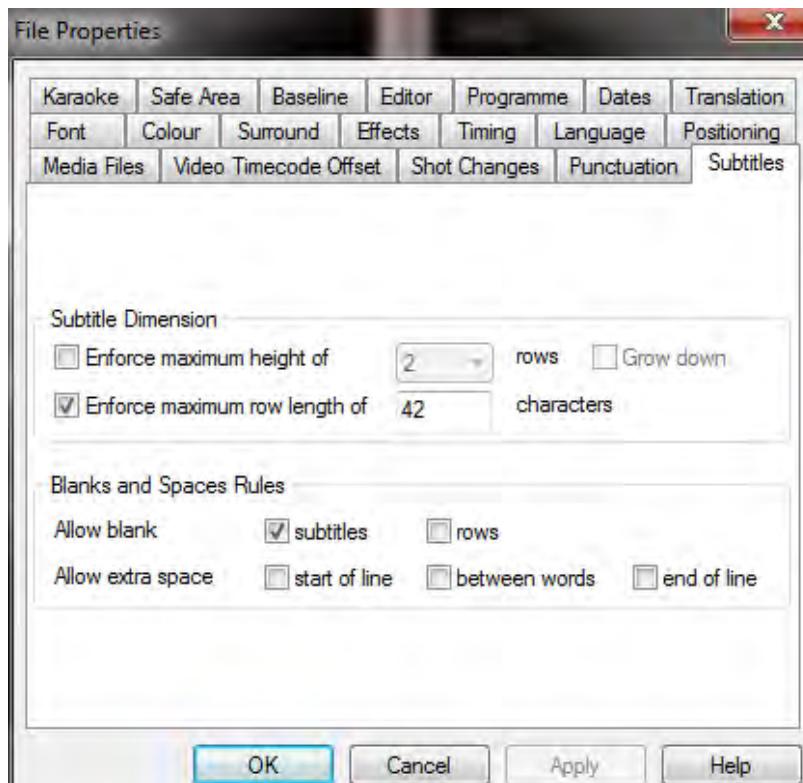 File Properties
X
Karaoke Safe Area Baseline Editor Programme Dates Translation
Font Colour Surround Effects Timing Language Positioning
Media Files Video Timecode Offset Shot Changes Punctuation Subtitles
Subtitle Dimension
Enforce maximum height of 2 rows Grow down
Enforce maximum row length of 42 characters
Blanks and Spaces Rules
Allow blank subtitles rows
Allow extra space start of line between words end of line
OK Cancel Apply Help